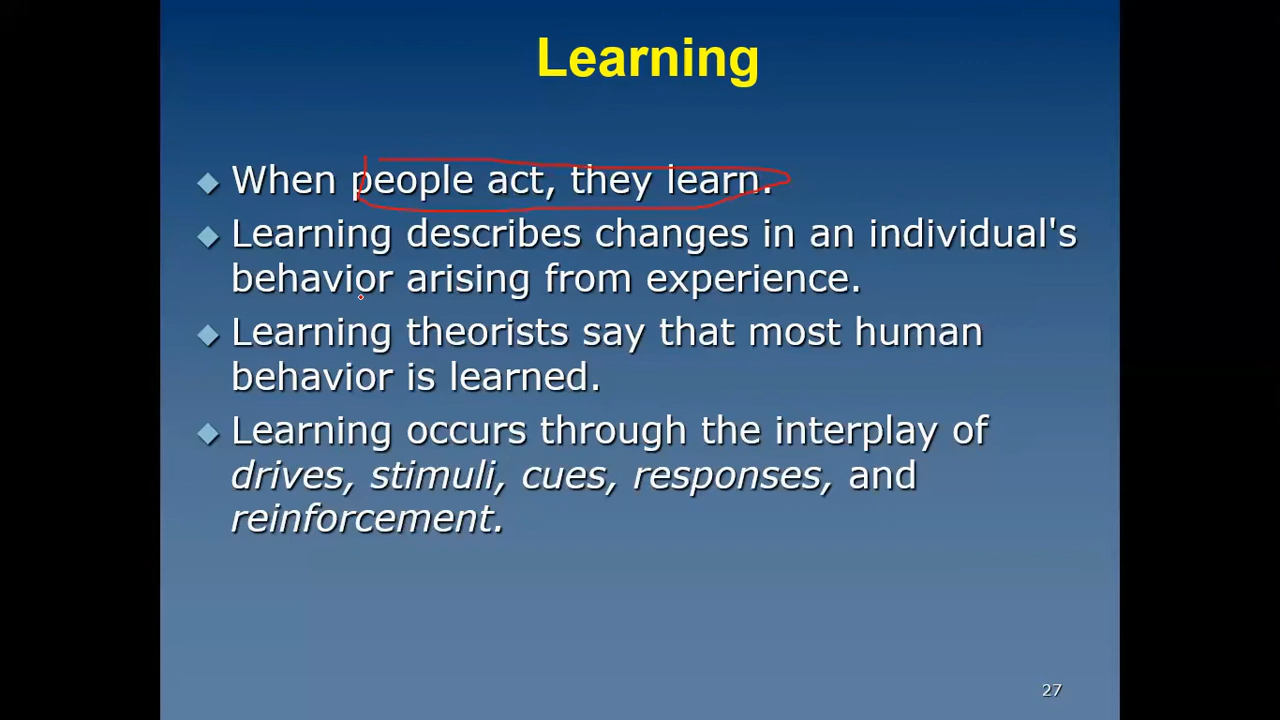 Learning
When people act, they learn.
Learning describes changes in an individual's
behavior arising from experience.
Learning theorists say that most human
behavior is learned.
Learning occurs through the interplay of
drives, stimuli, cues, responses, and
reinforcement.
27